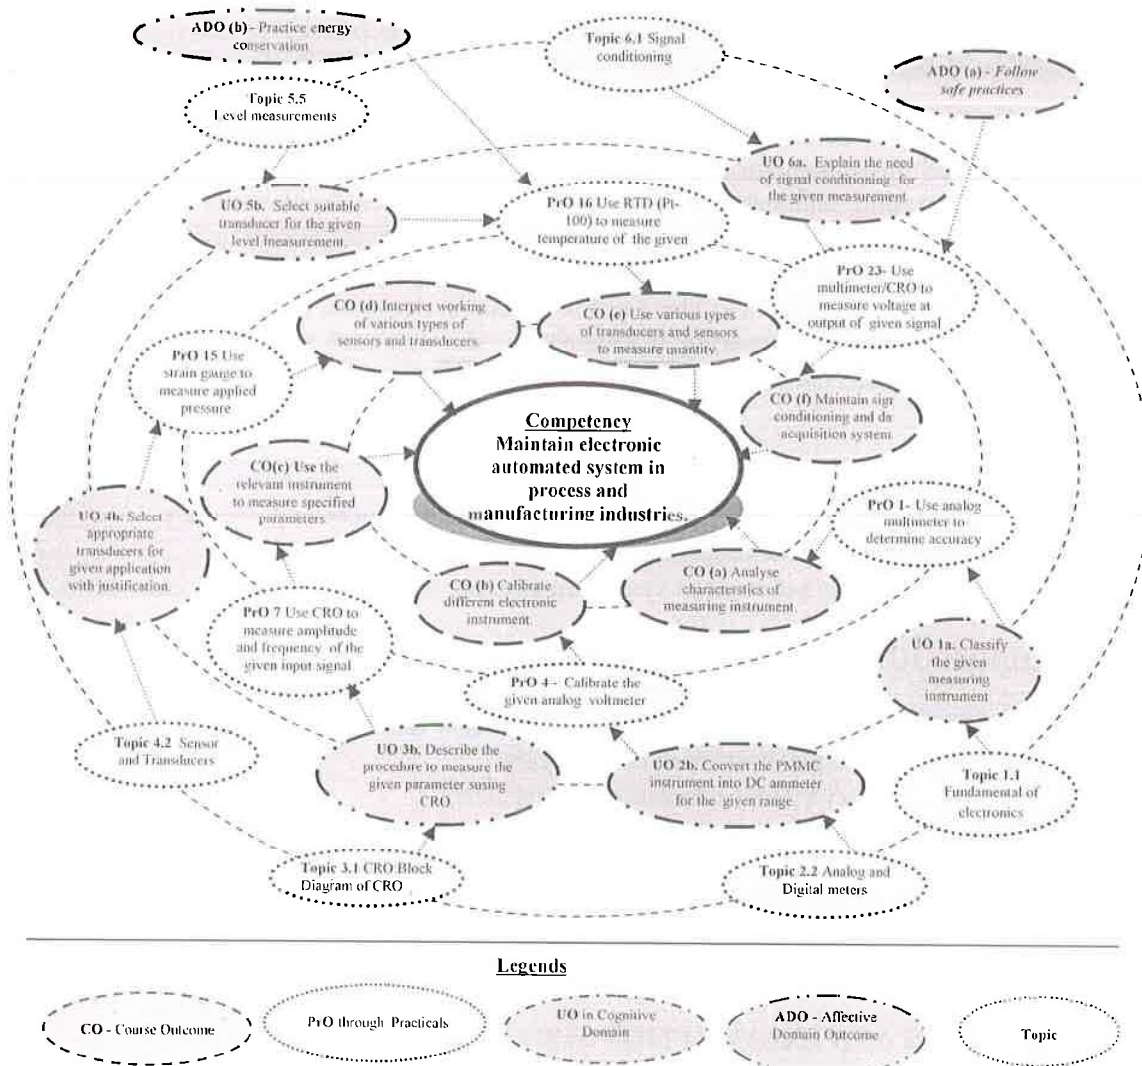 ADO (b) - Practice energy
conservation
Topic 6.1 Signal
conditioning
ADO (a) - Follow
safe practices
Topic 5.5
Level measurements
UO 6a. Explain the need
of signal conditioning for
the given measurement
UO 5b. Select suitable
transducer for the given
level measurement.
PrO 16 Use RTD (Pt-
100) to measure
temperature of the given
PrO 23- Use
multimeter/CRO to
measure voltage at
output of given signal
CO (d) Interpret working
of various types of
sensors and transducers.
CO (e) Use various types
of transducers and sensors
to measure quantity.
PrO 15 Use
strain gauge to
measure applied
pressure
CO (f) Maintain sign
conditioning and da
acquisition system.
Competency
Maintain electronic
automated system in
process and
manufacturing industries.
CO(c) Use the
relevant instrument
to measure specified
parameters
UO 4b. Select
appropriate
transducers for
given application
with justification.
PrO 1- Use analog
multimeter to
determine accuracy
CO (b) Calibrate
different electronic
instrument.
CO (a) Analyse
characterstics of
measuring instrument.
PrO 7 Use CRO to
measure amplitude
and frequency of the
given input signal
UO 1a. Classify
the given
measuring
instrument
PrO 4 - Calibrate the
given analog voltmeter
Topic 4.2 Sensor
and Transducers
UO 3b. Describe the
procedure to measure the
given parameter susing
CRO
UO 2b. Convert the PMMC
instrument into DC ammeter
for the given range.
Topic 1.1
Fundamental of
electronics
Topic 3.1 CRO Block
Diagram of CRO
Topic 2.2 Analog and
Digital meters
Legends
CO - Course Outcome
PrO through Practicals
UO in Cognitive
Domain
ADO - Affective
Domain Outcome
Topic